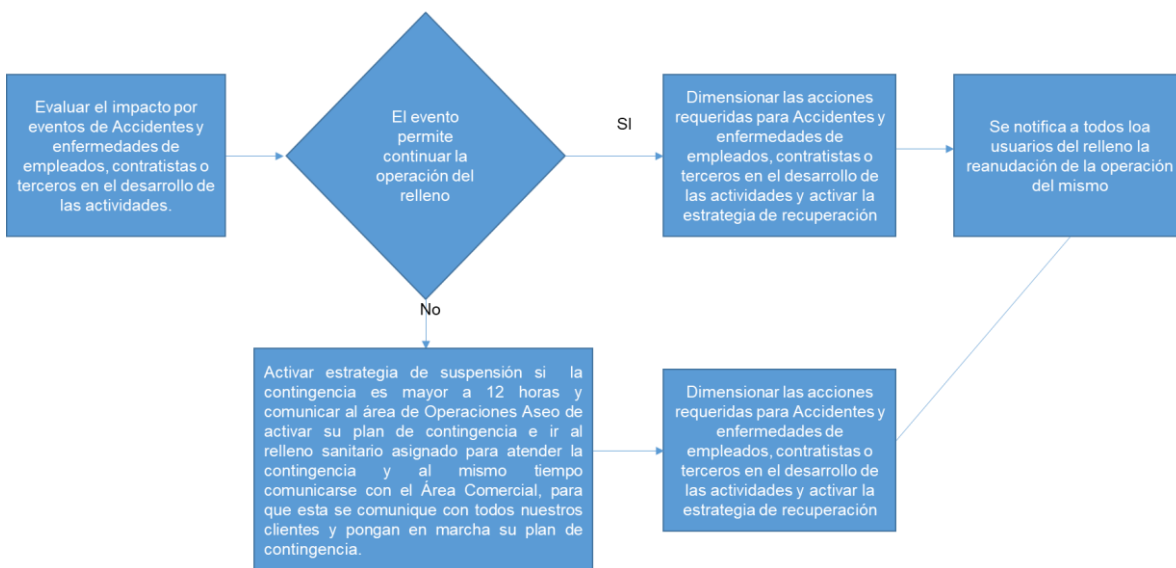 Evaluar el impacto por
eventos de Accidentes y
enfermedades de
empleados, contratistas o
terceros en el desarrollo de
las actividades.
El evento
permite
continuar la
operación del
relleno
SI
Dimensionar las acciones
requeridas para Accidentes y
enfermedades de
empleados, contratistas o
terceros en el desarrollo de
las actividades y activar la
estrategia de recuperación
Se notifica a todos loa
usuarios del relleno la
reanudación de la operación
del mismo
No
Activar estrategia de suspensión si la
contingencia es mayor a 12 horas y
comunicar al área de Operaciones Aseo de
activar su plan de contingencia e ir al
relleno sanitario asignado para atender la
contingencia y al mismo tiempo
comunicarse con el Área Comercial, para
que esta se comunique con todos nuestros
clientes y pongan en marcha su plan de
contingencia.
Dimensionar las acciones
requeridas para Accidentes y
enfermedades de
empleados, contratistas o
terceros en el desarrollo de
las actividades y activar la
estrategia de recuperación